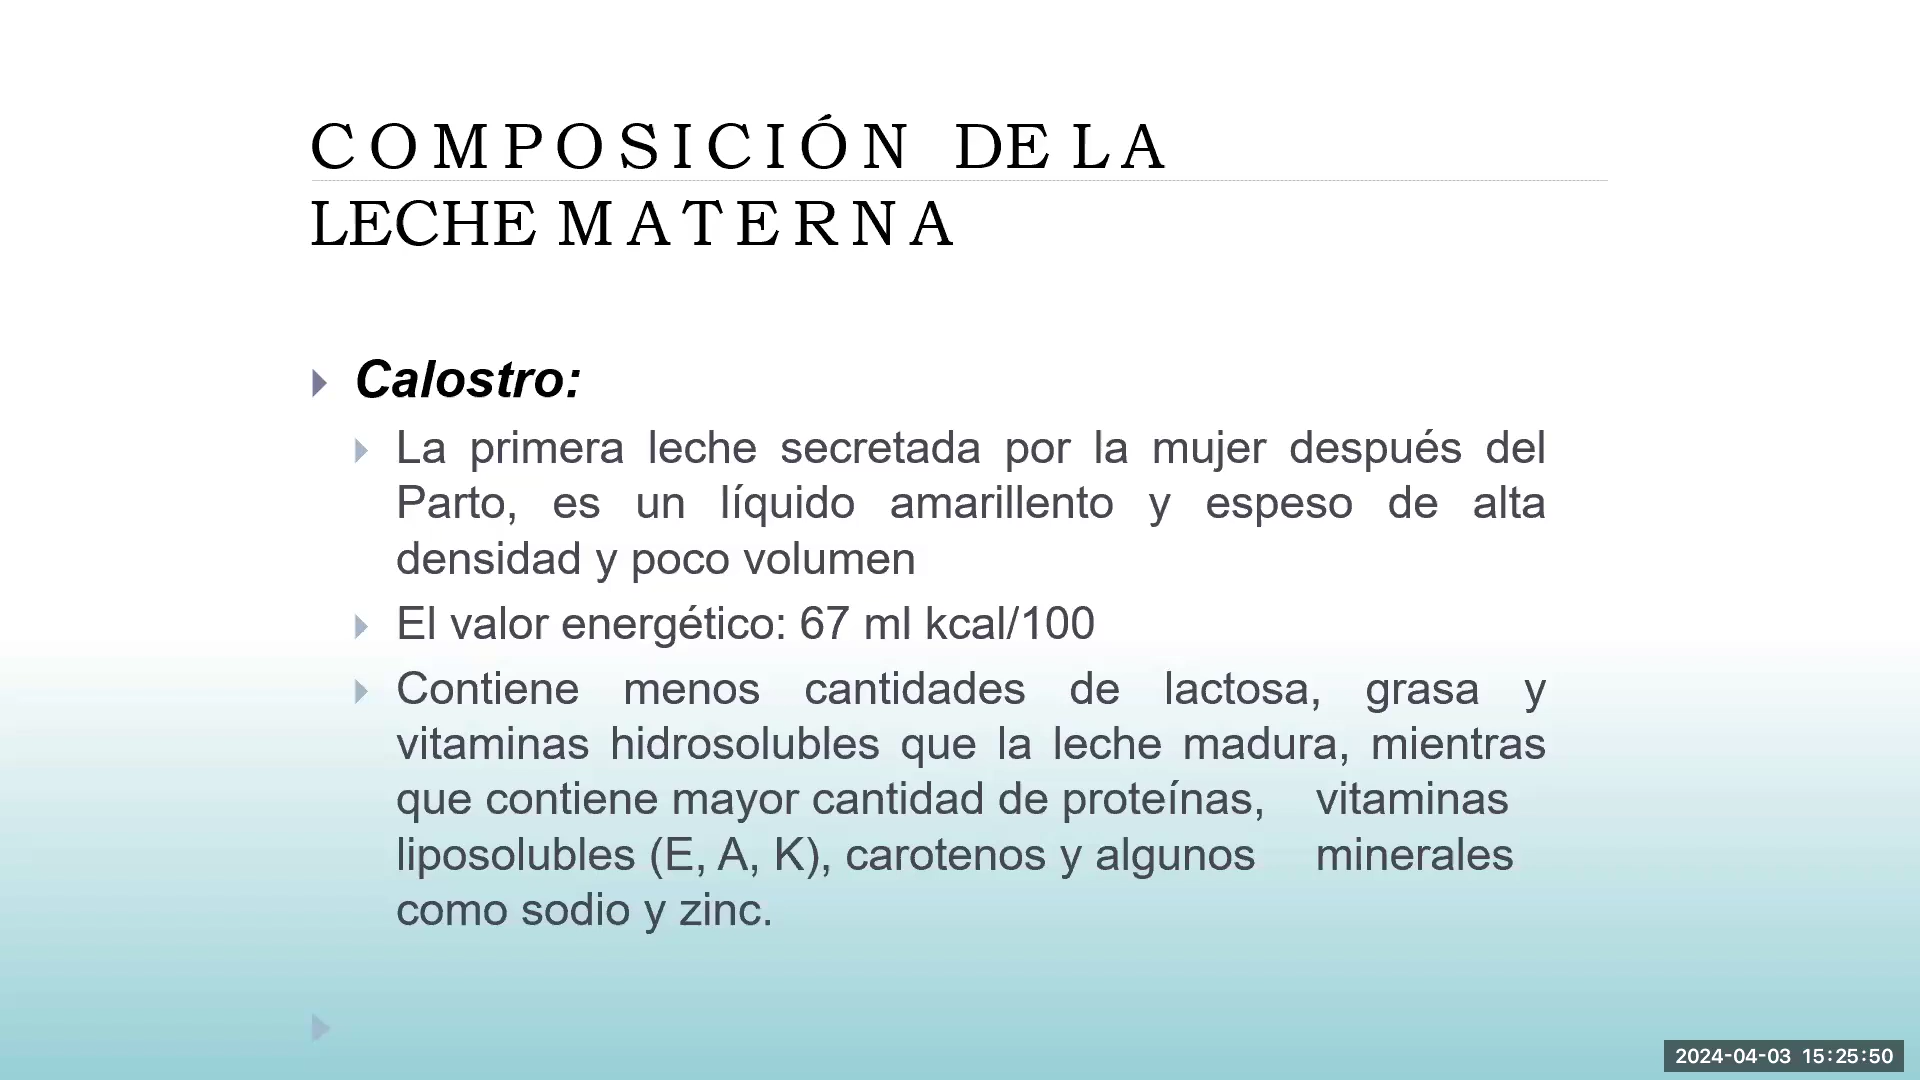 COMPOSICIÓN DE LA
LECHE MATERNA
Calostro:
La primera leche secretada por la mujer después del
Parto, es un líquido amarillento y espeso de alta
densidad y poco volumen
El valor energético: 67 ml kcal/100
Contiene menos cantidades de lactosa, grasa y
vitaminas hidrosolubles que la leche madura, mientras
que contiene mayor cantidad de proteínas, vitaminas
liposolubles (E, A, K), carotenos y algunos minerales
como sodio y zinc.
2024-04-03 15:25:50